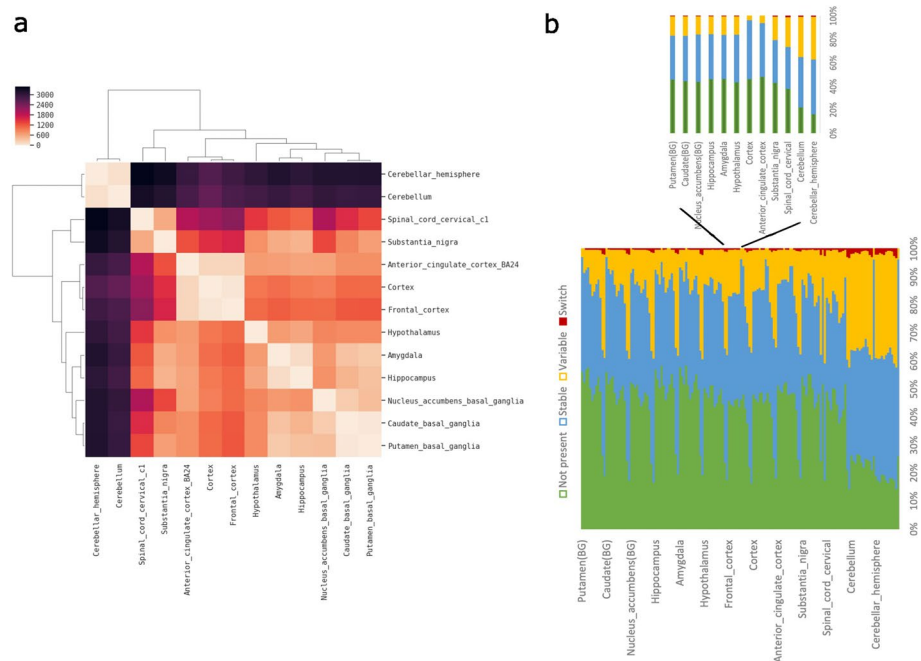 a
3000
2400
1800
1200
600
0
Cerebellar_hemisphere
Cerebellum
Spinal_cord_cervical_c1
Substantia_nigra
Anterior_cingulate_cortex_BA24
Cortex
Frontal_cortex
Hypothalamus
Amygdala
Hippocampus
Nucleus_accumbens_basal_ganglia
Caudate_basal_ganglia
Putamen_basal_ganglia
Cerebellar_hemisphere
Cerebellum
Spinal_cord_cervical_c1
Substantia_nigra
Anterior_cingulate_cortex_BA24
Cortex
Frontal_cortex
Hypothalamus
Amygdala
Hippocampus
Nucleus_accumbens_basal_ganglia
Caudate_basal_ganglia
Putamen_basal_ganglia
b
100%
80%
60%
40%
20%
0%
Putamen(BG)
Caudate(BG)
Nucleus_accumbens(BG)
Hippocampus
Amygdala
Hypothalamus
Cortex
Anterior_cingulate_cortex
Substantia_nigra
Spinal_cord_cervical
Cerebellum
Cerebellar_hemisphere
Not present
Stable
Variable
Switch
100%
90%
80%
70%
60%
50%
40%
30%
20%
10%
0%
Putamen(BG)
Caudate(BG)
Nucleus_accumbens(BG)
Hippocampus
Amygdala
Hypothalamus
Frontal_cortex
Cortex
Anterior_cingulate_cortex
Substantia_nigra
Spinal_cord_cervical
Cerebellum
Cerebellar_hemisphere